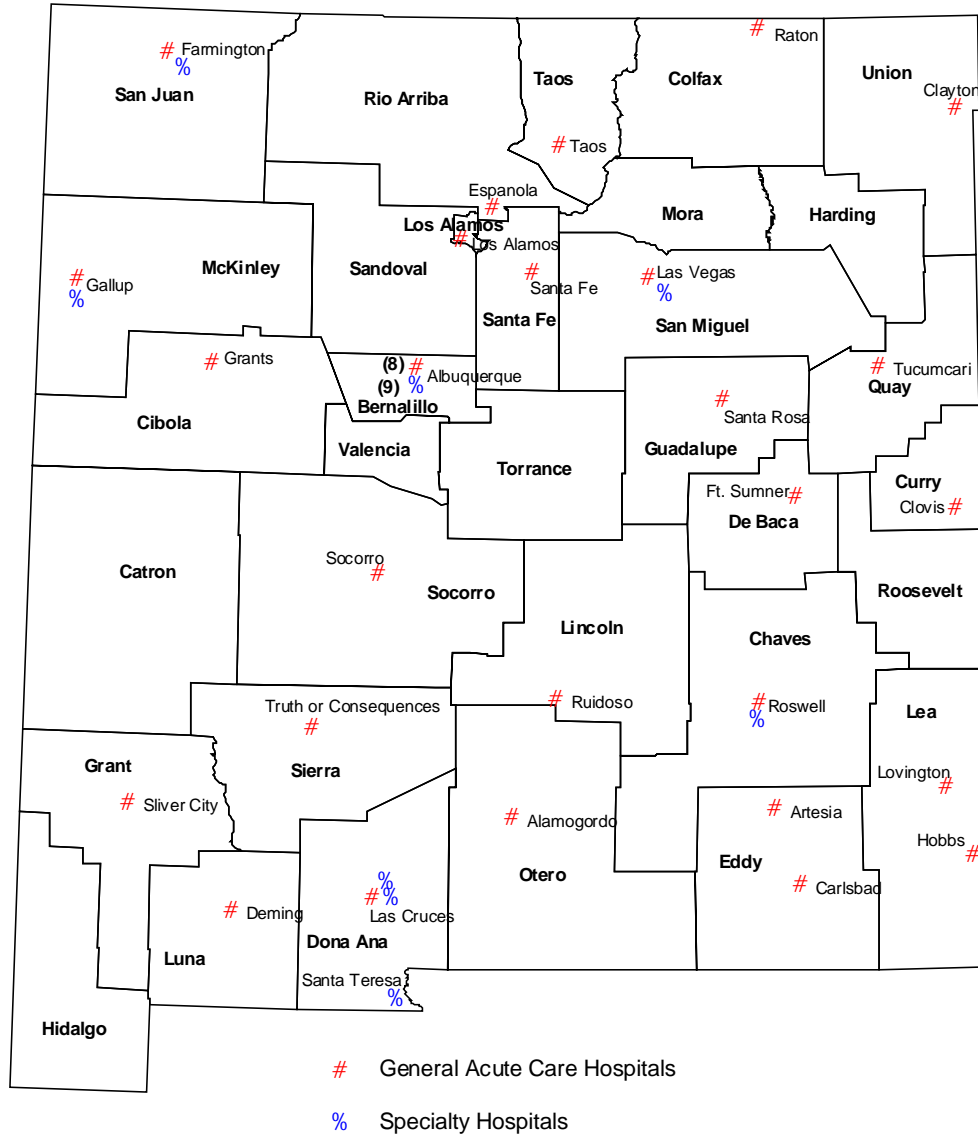 # Farmington
%
San Juan
Rio Arriba
Taos
# Taos
# Raton
Colfax
Union
Clayton
#
Espanola
#
Los Alamos
# Los Alamos
Mora
Harding
McKinley
# Gallup
%
Sandoval
# Santa Fe
Santa Fe
# Las Vegas
%
San Miguel
# Grants
Cibola
(8) # Albuquerque
(9) %
Bernalillo
Valencia
Torrance
# Santa Rosa
Guadalupe
# Tucumcari
Quay
Curry
Clovis #
Ft. Sumner #
De Baca
Roosevelt
Catron
Socorro
#
Socorro
Lincoln
# Ruidoso
Chaves
# Roswell
%
Lea
Lovington
#
Hobbs
#
Truth or Consequences
#
Sierra
Grant
# Sliver City
Hidalgo
# Deming
Luna
%
# %
Las Cruces
Dona Ana
Santa Teresa
%
# Alamogordo
Otero
# Artesia
Eddy
# Carlsbad
# General Acute Care Hospitals
% Specialty Hospitals